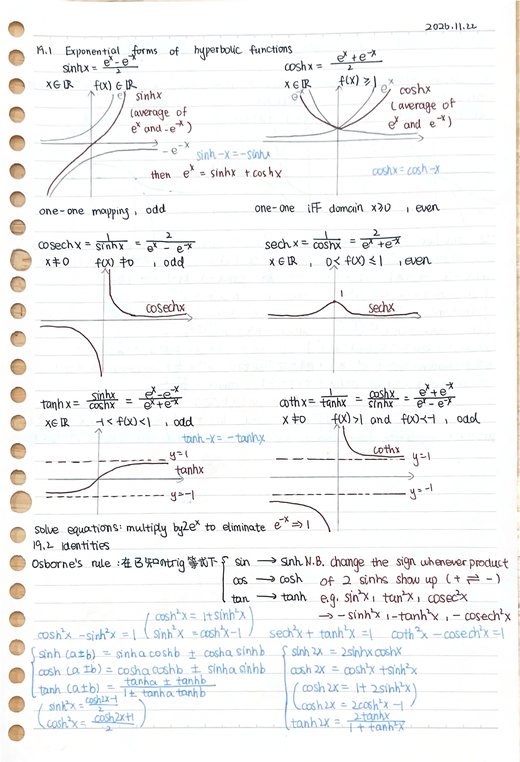 2020.11.22
19.1 Exponential forms of hyperbolic functions
sinhx = (e^x - e^-x)/2
coshx = (e^x + e^-x)/2
x∈ℝ f(x)∈ℝ
x∈ℝ f(x) ≥ 1
e^x
sinhx
(average of
e^x and -e^-x)
-e^-x
e^-x
e^x
coshx
(average of
e^x and e^-x)
sinh-x = -sinhx
then e^x = sinhx + coshx
coshx = cosh-x
one-one mapping, odd
one-one iff domain x≥0, even
cosechx = 1/sinhx = 2/(e^x - e^-x)
sechx = 1/coshx = 2/(e^x + e^-x)
x≠0 f(x)≠0, odd
x∈ℝ, 0<f(x)≤1, even
cosechx
1
sechx
tanhx = sinhx/coshx = (e^x - e^-x)/(e^x + e^-x)
cothx = 1/tanhx = coshx/sinhx = (e^x + e^-x)/(e^x - e^-x)
x∈ℝ -1<f(x)<1, odd
x≠0 f(x)>1 and f(x)<-1, odd
tanh-x = -tanhx
y=1
tanhx
y=-1
cothx
y=1
y=-1
Solve equations: multiply by 2e^x to eliminate e^-x ⇒ 1
19.2 Identities
Osborne's rule: 在已知trig等式下 { sin → sinh N.B. change the sign whenever product
cos → cosh of 2 sinhs show up (+ ⇌ -)
tan → tanh e.g. sin²x, tan²x, cosec²x
→ -sinh²x, -tanh²x, -cosech²x
cosh²x - sinh²x = 1 (cosh²x = 1+sinh²x
sinh²x = cosh²x-1) sech²x + tanh²x = 1 coth²x - cosech²x = 1
sinh(a±b) = sinha coshb ± cosha sinhb
cosh(a±b) = cosha coshb ± sinha sinhb
tanh(a±b) = (tanha ± tanhb)/(1 ± tanha tanhb)
(sinh²x = (cosh2x-1)/2
cosh²x = (cosh2x+1)/2)
sinh2x = 2sinhx coshx
cosh2x = cosh²x + sinh²x
(cosh2x = 1+2sinh²x
cosh2x = 2cosh²x - 1)
tanh2x = 2tanhx/(1+tanh²x)